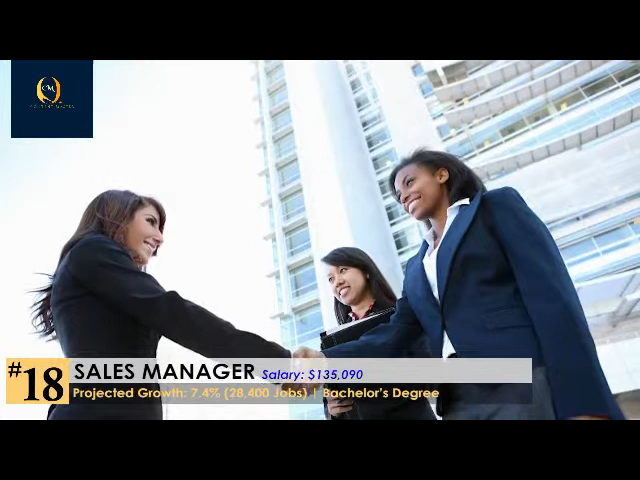 #18
SALES MANAGER Salary: $135,090
Projected Growth: 7.4% (28,400 Jobs) | Bachelor's Degree